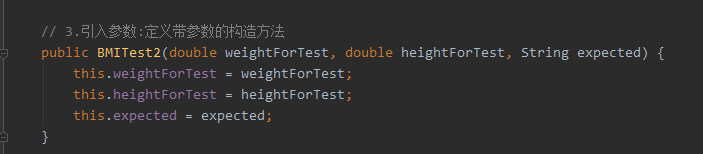 // 3.引入参数:定义带参数的构造方法
public BMITest2(double weightForTest, double heightForTest, String expected) {
this.weightForTest = weightForTest;
this.heightForTest = heightForTest;
this.expected = expected;
}